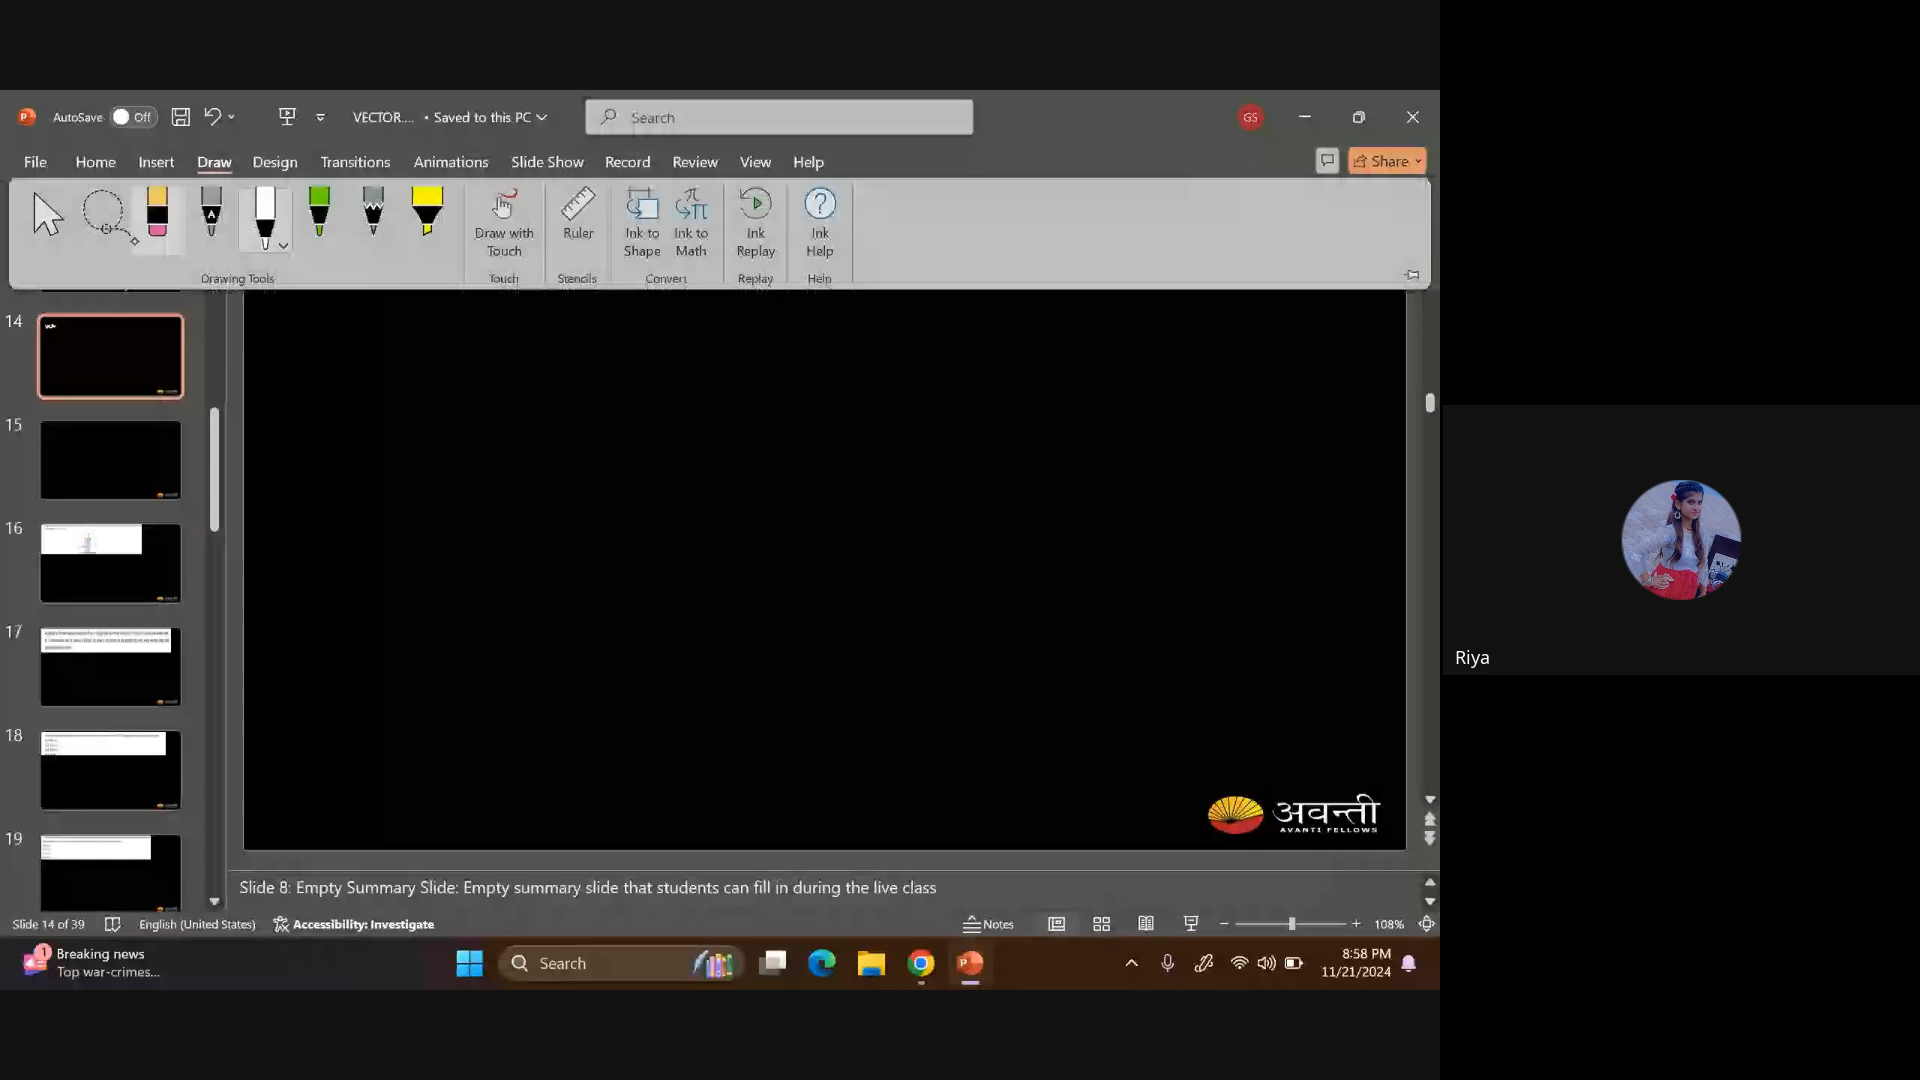 AutoSave Off VECTOR.... • Saved to this PC Search GS
File Home Insert Draw Design Transitions Animations Slide Show Record Review View Help Share
Draw with Touch
Ruler
Ink to Shape
Ink to Math
Ink Replay
Ink Help
Drawing Tools Touch Stencils Convert Replay Help
14
15
16
17
18
19
अवन्ती
AVANTI FELLOWS
Riya
Slide 8: Empty Summary Slide: Empty summary slide that students can fill in during the live class
Slide 14 of 39 English (United States) Accessibility: Investigate Notes 108%
1
Breaking news
Top war-crimes...
Search
8:58 PM
11/21/2024